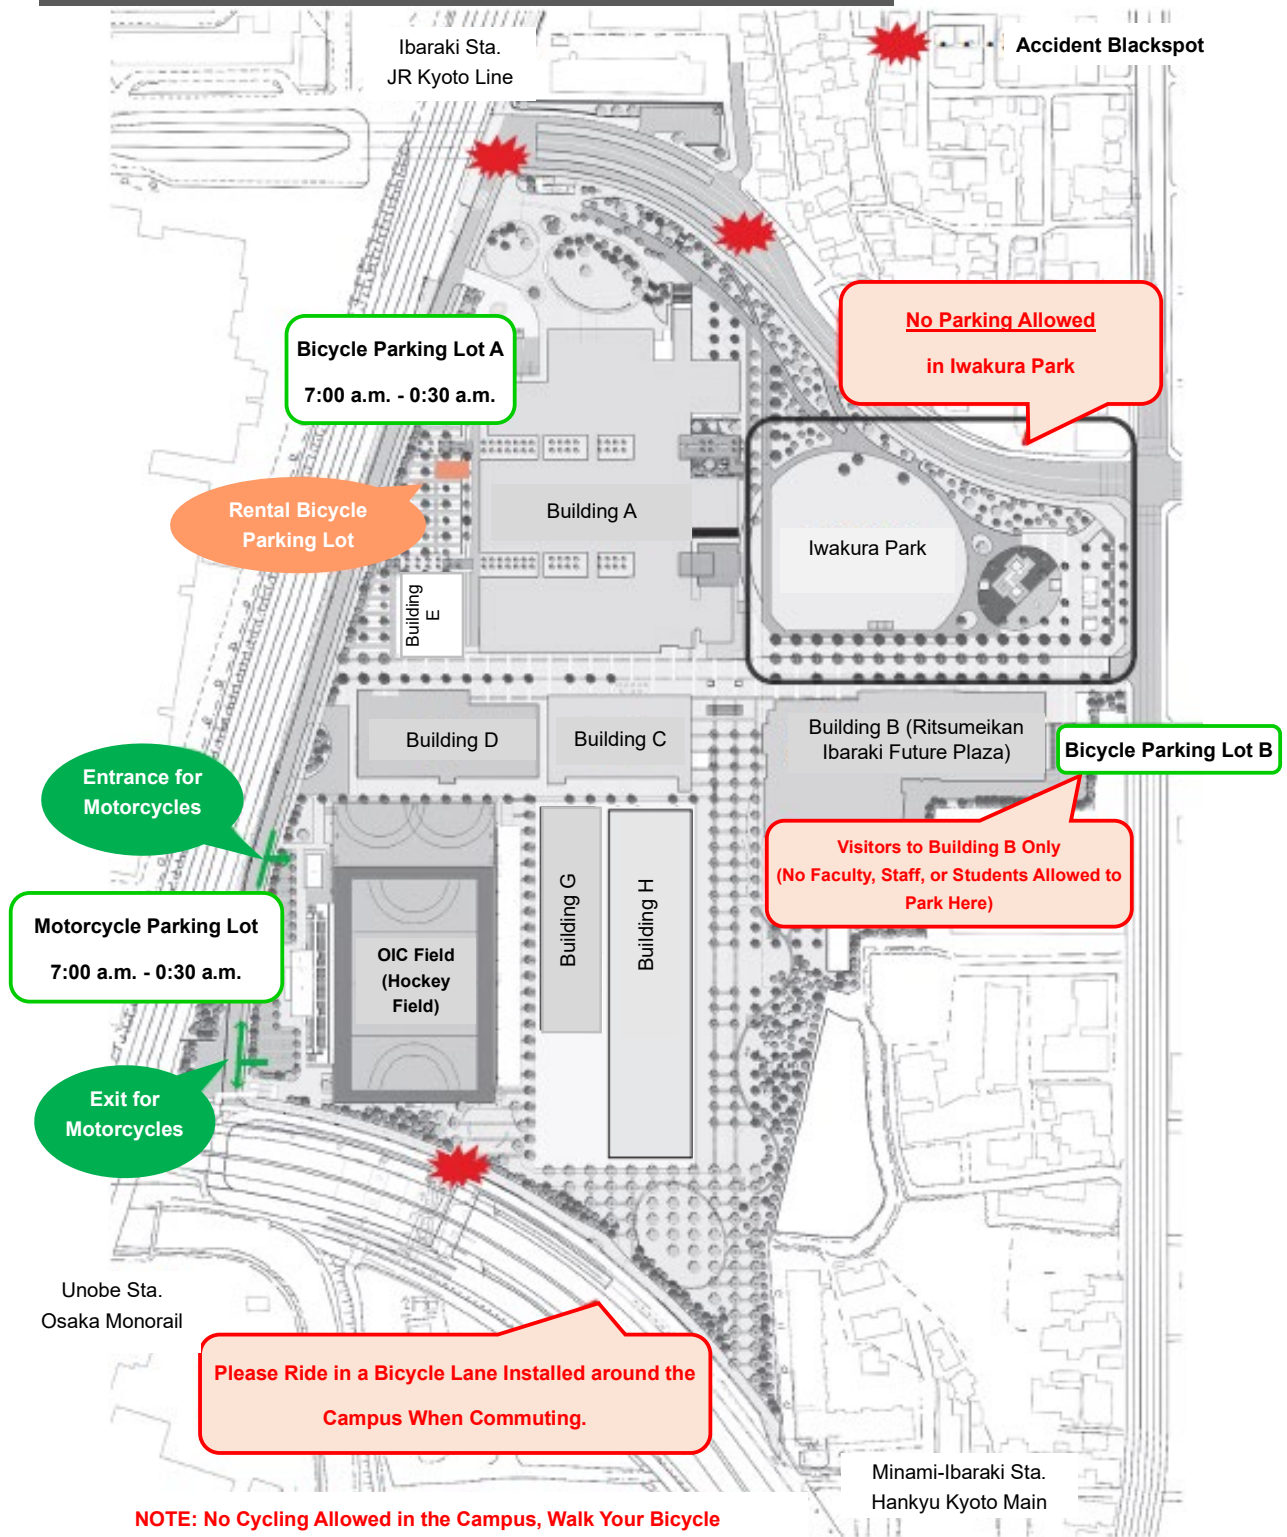 Ibaraki Sta.
JR Kyoto Line
Accident Blackspot
No Parking Allowed
in Iwakura Park
Bicycle Parking Lot A
7:00 a.m. - 0:30 a.m.
Rental Bicycle
Parking Lot
Building A
Iwakura Park
Building
E
Building D
Building C
Building B (Ritsumeikan
Ibaraki Future Plaza)
Bicycle Parking Lot B
Entrance for
Motorcycles
Visitors to Building B Only
(No Faculty, Staff, or Students Allowed to
Park Here)
Motorcycle Parking Lot
7:00 a.m. - 0:30 a.m.
OIC Field
(Hockey
Field)
Building G
Building H
Exit for
Motorcycles
Unobe Sta.
Osaka Monorail
Please Ride in a Bicycle Lane Installed around the
Campus When Commuting.
Minami-Ibaraki Sta.
Hankyu Kyoto Main
NOTE: No Cycling Allowed in the Campus, Walk Your Bicycle